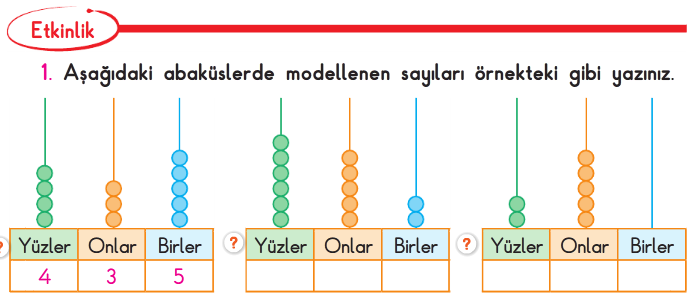 Etkinlik
1. Aşağıdaki abaküslerde modellenen sayıları örnekteki gibi yazınız.
? Yüzler Onlar Birler ? Yüzler Onlar Birler ? Yüzler Onlar Birler
4 3 5